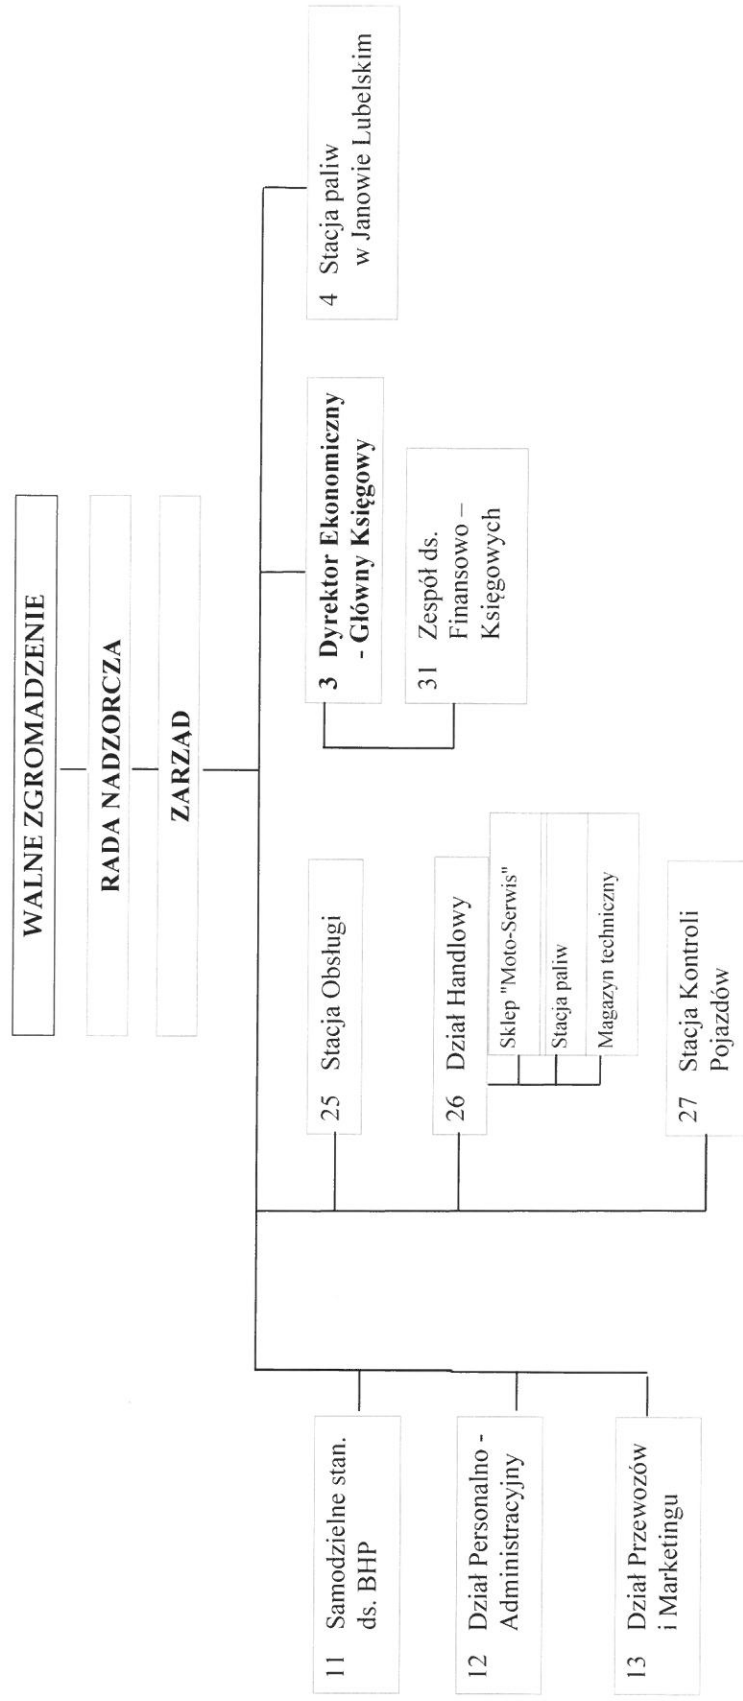 WALNE ZGROMADZENIE
RADA NADZORCZA
ZARZĄD
11 Samodzielne stan.
ds. BHP
12 Dział Personalno -
Administracyjny
13 Dział Przewozów
i Marketingu
25 Stacja Obsługi
26 Dział Handlowy
Sklep "Moto-Serwis"
Stacja paliw
Magazyn techniczny
27 Stacja Kontroli
Pojazdów
3 Dyrektor Ekonomiczny
- Główny Księgowy
31 Zespół ds.
Finansowo –
Księgowych
4 Stacja paliw
w Janowie Lubelskim